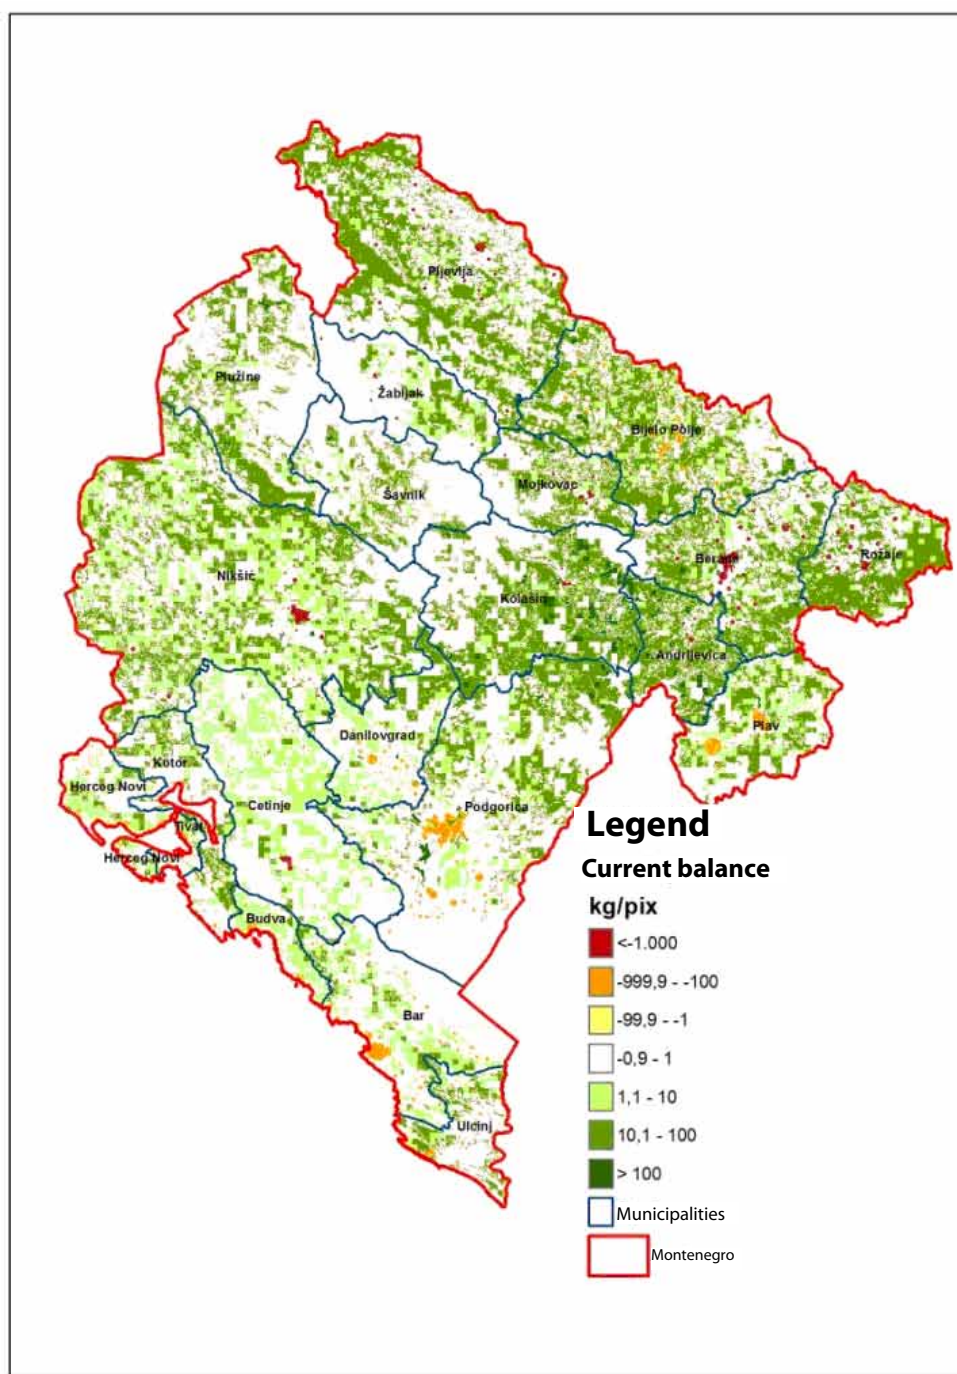 Pljevlja
Plužine
Žabljak
Bijelo Polje
Mojkovac
Šavnik
Berane
Rožaje
Nikšić
Kolašin
Andrijevica
Plav
Danilovgrad
Kotor
Herceg Novi
Cetinje
Podgorica
Tivat
Herceg Novi
Budva
Bar
Ulcinj
Legend
Current balance
kg/pix
<-1.000
-999,9 - -100
-99,9 - -1
-0,9 - 1
1,1 - 10
10,1 - 100
> 100
Municipalities
Montenegro